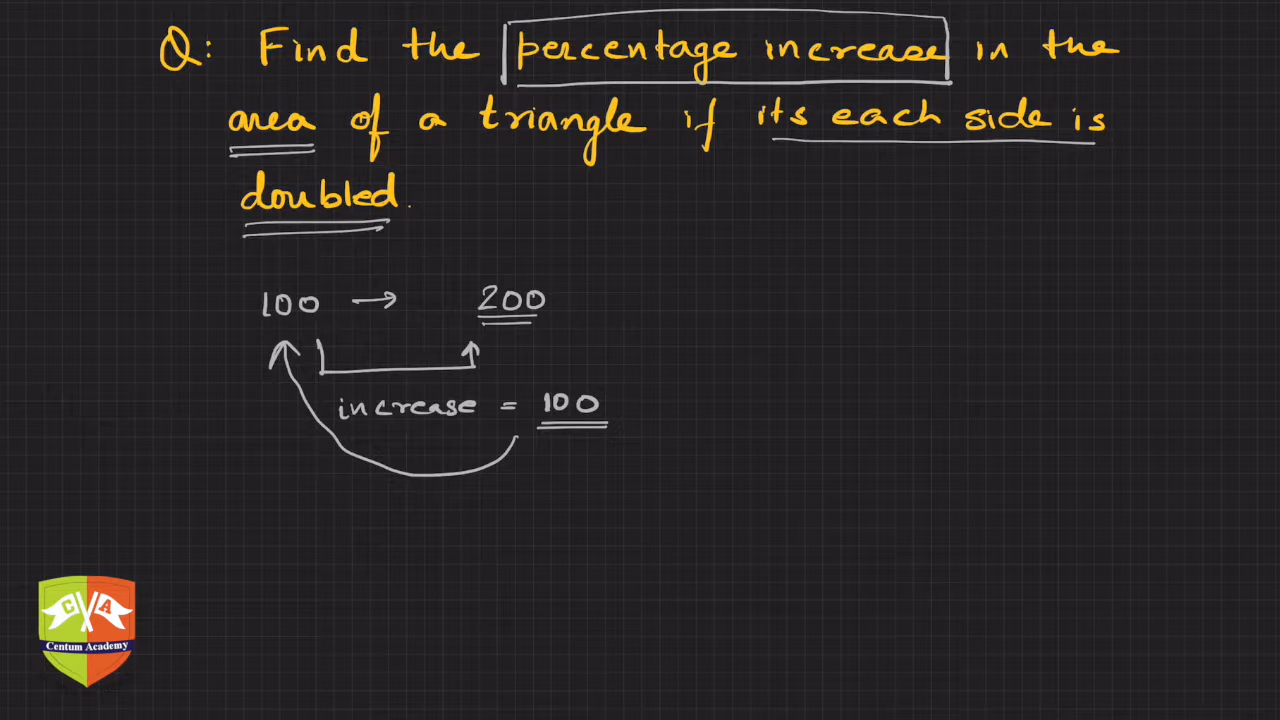 Q: Find the percentage increase in the
area of a triangle if its each side is
doubled.
100 → 200
increase = 100
C A
Centum Academy